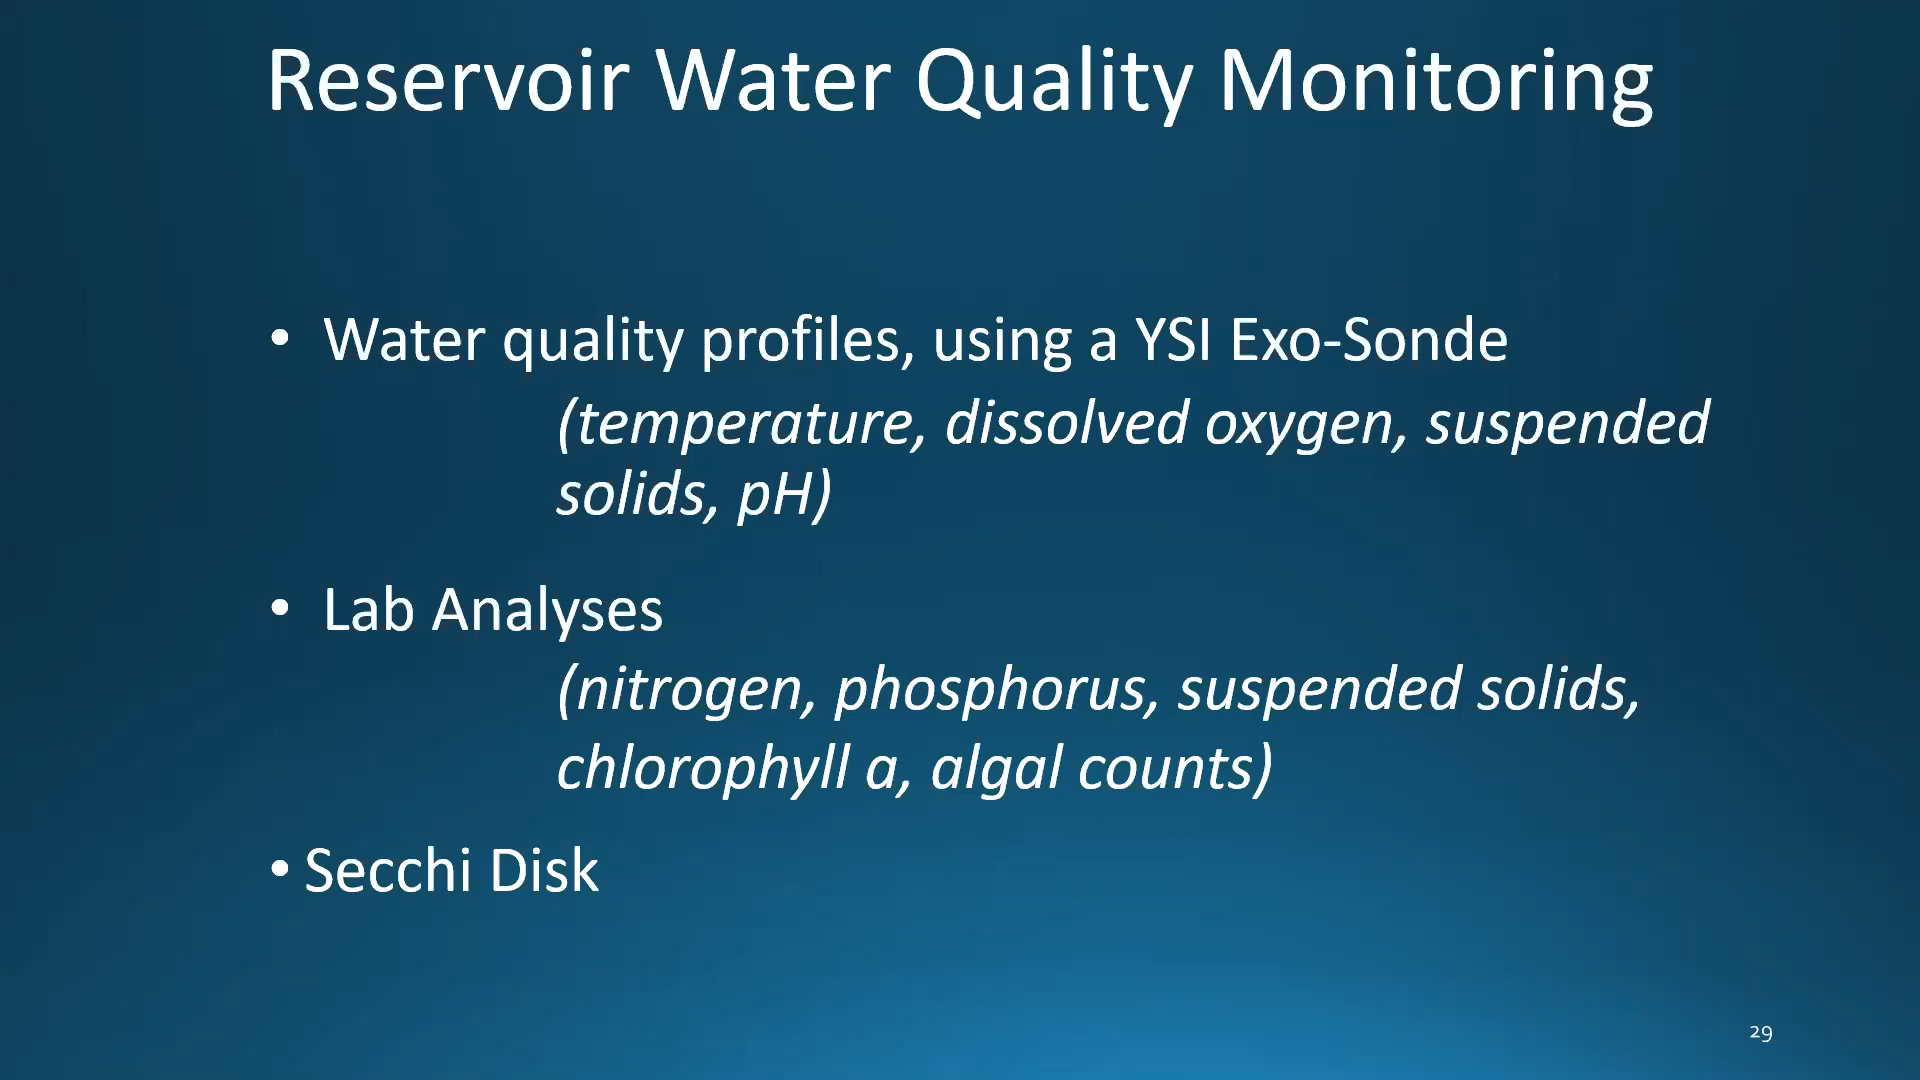 Reservoir Water Quality Monitoring
• Water quality profiles, using a YSI Exo-Sonde
(temperature, dissolved oxygen, suspended
solids, pH)
• Lab Analyses
(nitrogen, phosphorus, suspended solids,
chlorophyll a, algal counts)
• Secchi Disk
29